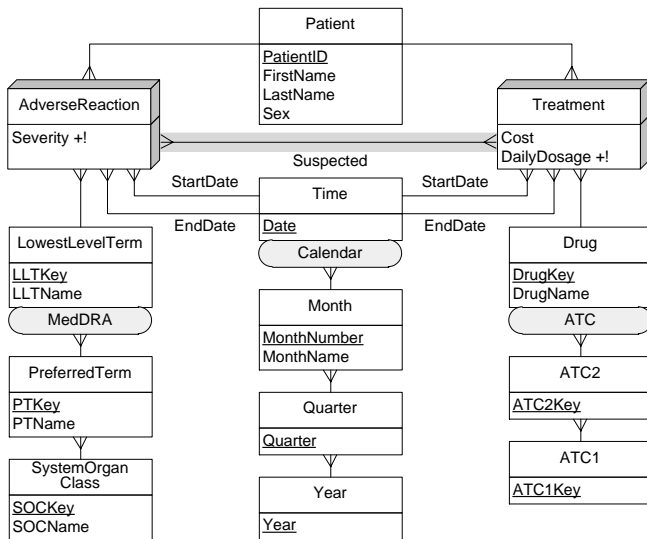 Patient
PatientID
FirstName
LastName
Sex
AdverseReaction
Severity +!
Treatment
Cost
DailyDosage +!
Suspected
StartDate
StartDate
EndDate
EndDate
Time
Date
Calendar
LowestLevelTerm
LLTKey
LLTName
MedDRA
Drug
DrugKey
DrugName
ATC
Month
MonthNumber
MonthName
PreferredTerm
PTKey
PTName
ATC2
ATC2Key
Quarter
Quarter
SystemOrgan
Class
SOCKey
SOCName
ATC1
ATC1Key
Year
Year